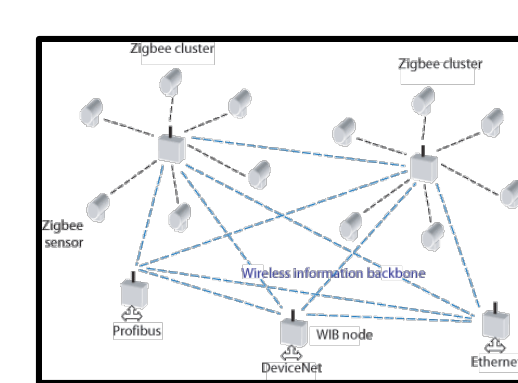 Zigbee cluster
Zigbee cluster
Zigbee
sensor
Wireless information backbone
Profibus
WIB node
DeviceNet
Etherne